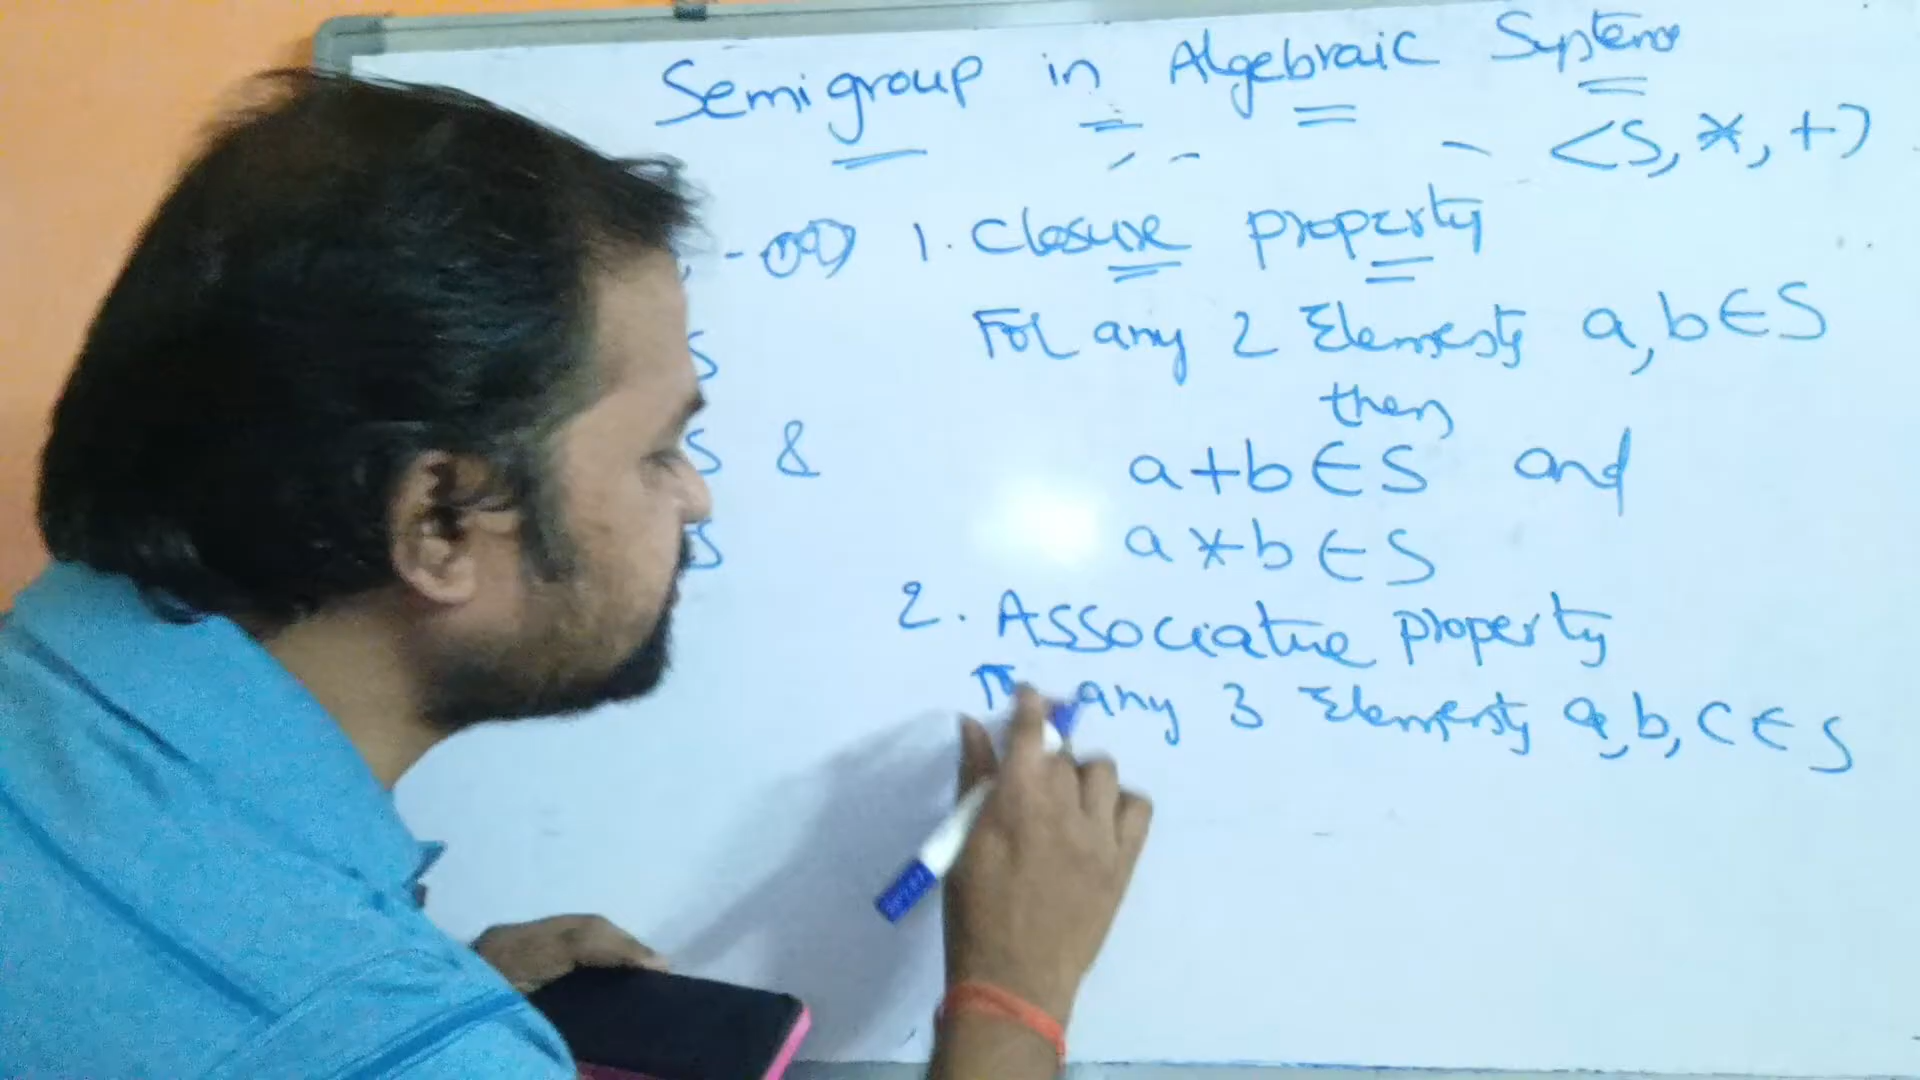 Semigroup in Algebraic Systems
<S, *, +)
1. Closure property
For any 2 Elements a, b ∈ S
then
S & a + b ∈ S and
S a * b ∈ S
2. Associative property
any 3 Elements a, b, c ∈ S